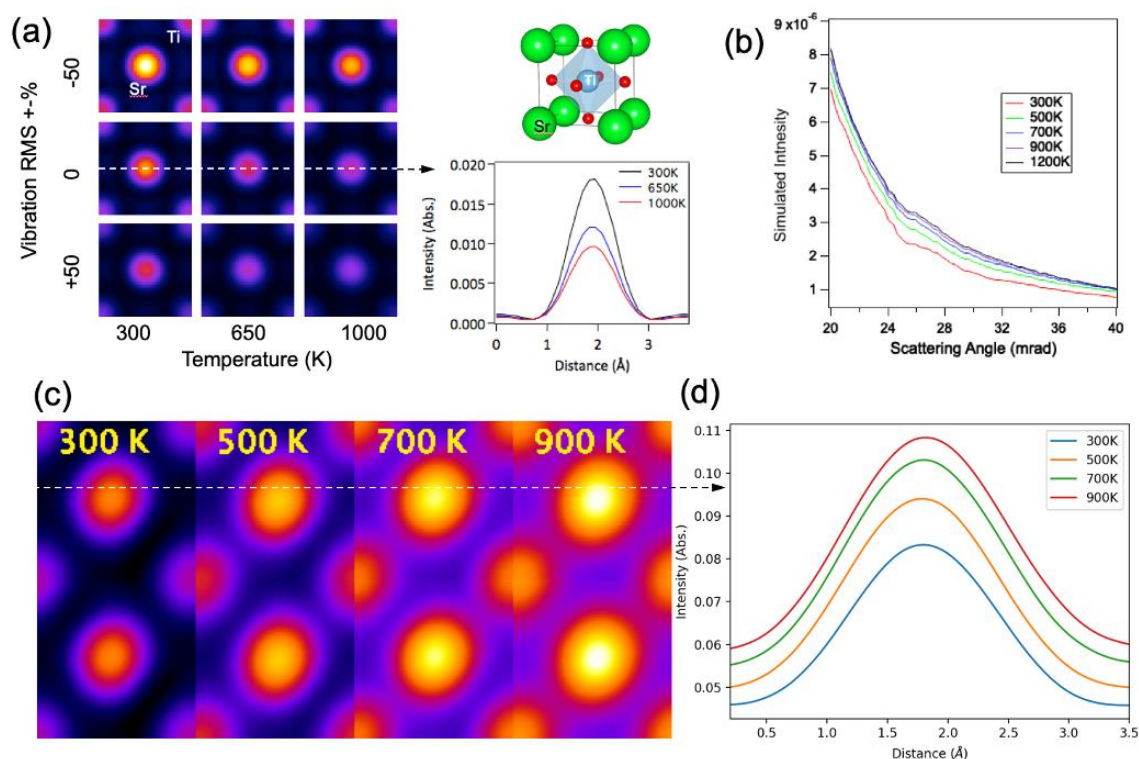 (a)
Vibration RMS +-%
-50
0
+50
Ti
Sr
300 650 1000
Temperature (K)
Ti
Sr
Intensity (Abs.)
0.020
0.015
0.010
0.005
0.000
300K
650K
1000K
0 1 2 3
Distance (Å)
(b)
9x10-6
Simulated Intnesity
8
7
6
5
4
3
2
1
300K
500K
700K
900K
1200K
20 24 28 32 36 40
Scattering Angle (mrad)
(c)
300 K 500 K 700 K 900 K
(d)
Intensity (Abs.)
0.11
0.10
0.09
0.08
0.07
0.06
0.05
300K
500K
700K
900K
0.5 1.0 1.5 2.0 2.5 3.0 3.5
Distance (Å)